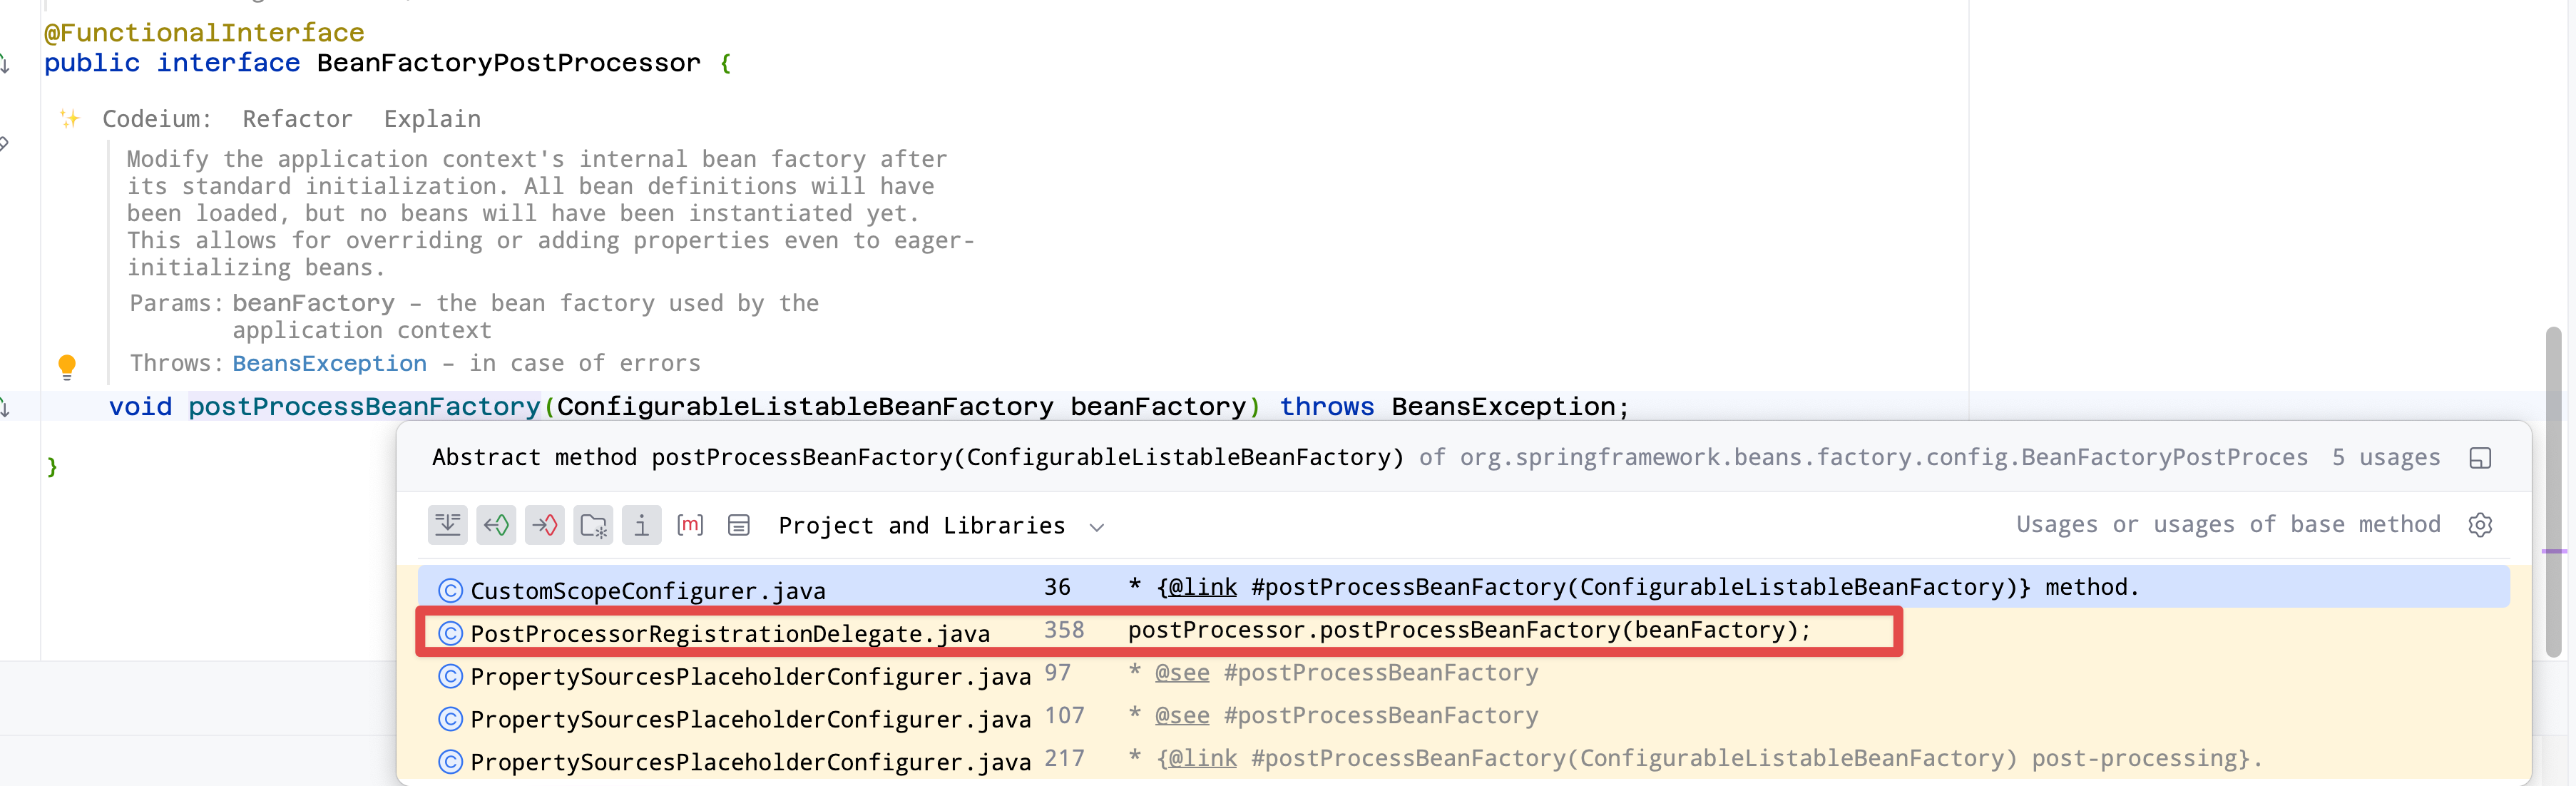 @FunctionalInterface
public interface BeanFactoryPostProcessor {
Codeium: Refactor Explain
Modify the application context's internal bean factory after
its standard initialization. All bean definitions will have
been loaded, but no beans will have been instantiated yet.
This allows for overriding or adding properties even to eager-
initializing beans.
Params: beanFactory – the bean factory used by the
application context
Throws: BeansException – in case of errors
void postProcessBeanFactory(ConfigurableListableBeanFactory beanFactory) throws BeansException;
Abstract method postProcessBeanFactory(ConfigurableListableBeanFactory) of org.springframework.beans.factory.config.BeanFactoryPostProces 5 usages
}
Project and Libraries
Usages or usages of base method
CustomScopeConfigurer.java 36 * {@link #postProcessBeanFactory(ConfigurableListableBeanFactory)} method.
PostProcessorRegistrationDelegate.java 358 postProcessor.postProcessBeanFactory(beanFactory);
PropertySourcesPlaceholderConfigurer.java 97 * @see #postProcessBeanFactory
PropertySourcesPlaceholderConfigurer.java 107 * @see #postProcessBeanFactory
PropertySourcesPlaceholderConfigurer.java 217 * {@link #postProcessBeanFactory(ConfigurableListableBeanFactory) post-processing}.